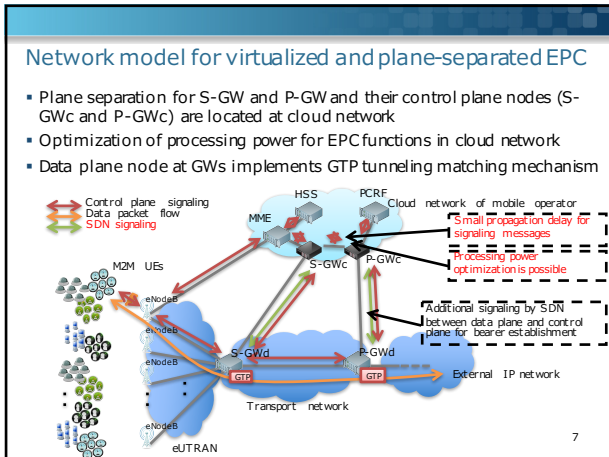 Network model for virtualized and plane-separated EPC
▪ Plane separation for S-GW and P-GW and their control plane nodes (S-
GWc and P-GWc) are located at cloud network
▪ Optimization of processing power for EPC functions in cloud network
▪ Data plane node at GWs implements GTP tunneling matching mechanism
Control plane signaling
Data packet flow
SDN signaling
HSS
PCRF
Cloud network of mobile operator
MME
Small propagation delay for
signaling messages
S-GWc
P-GWc
Processing power
optimization is possible
M2M UEs
eNodeB
eNodeB
eNodeB
eNodeB
Additional signaling by SDN
between data plane and control
plane for bearer establishment
S-GWd
P-GWd
GTP
GTP
External IP network
Transport network
eUTRAN
7